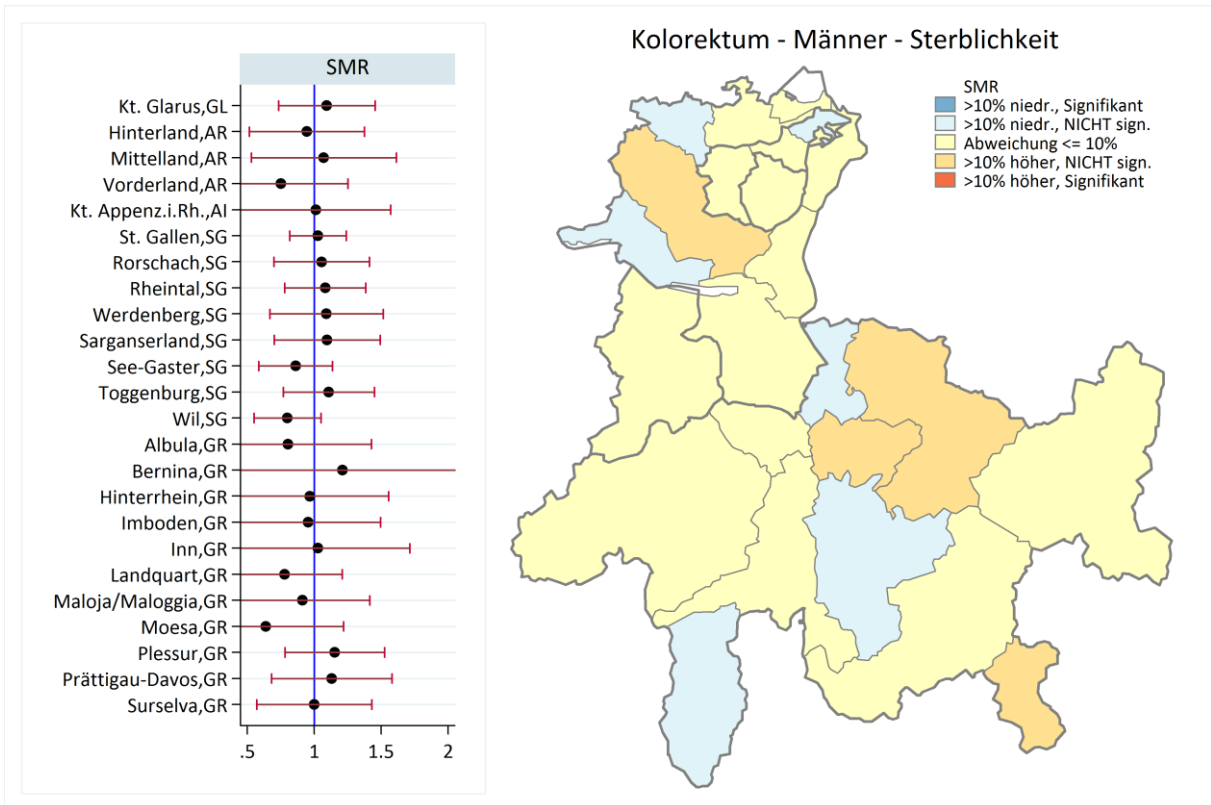 SMR
Kt. Glarus,GL
Hinterland,AR
Mittelland,AR
Vorderland,AR
Kt. Appenz.i.Rh.,AI
St. Gallen,SG
Rorschach,SG
Rheintal,SG
Werdenberg,SG
Sarganserland,SG
See-Gaster,SG
Toggenburg,SG
Wil,SG
Albula,GR
Bernina,GR
Hinterrhein,GR
Imboden,GR
Inn,GR
Landquart,GR
Maloja/Maloggia,GR
Moesa,GR
Plessur,GR
Prättigau-Davos,GR
Surselva,GR
.5 1 1.5 2
Kolorektum - Männer - Sterblichkeit
SMR
>10% niedr., Signifikant
>10% niedr., NICHT sign.
Abweichung <= 10%
>10% höher, NICHT sign.
>10% höher, Signifikant